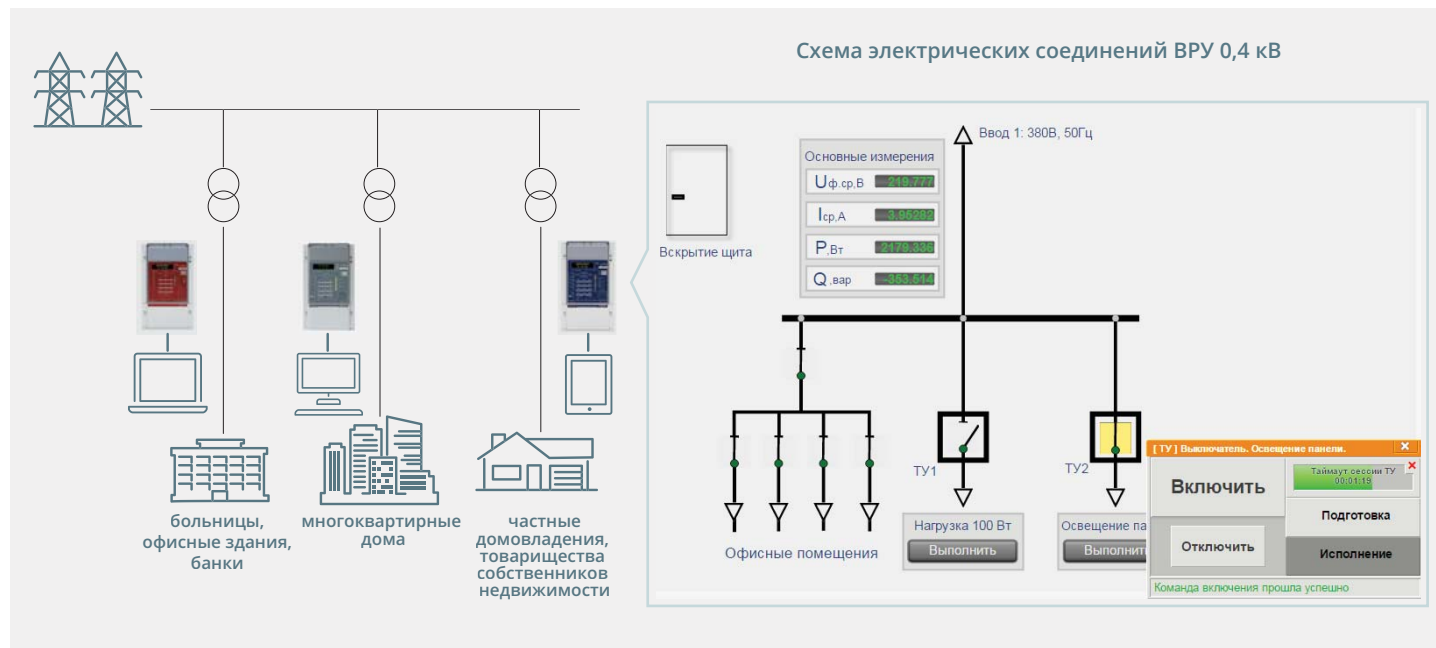 Схема электрических соединений ВРУ 0,4 кВ
Ввод 1: 380В, 50Гц
Основные измерения
Uф.ср,В 219.777
Iср,А 3.95282
P,Вт 2179.336
Q,вар -353.514
Вскрытие щита
ТУ1
ТУ2
Нагрузка 100 Вт
Выполнить
Освещение па
Выполнит
Офисные помещения
[ ТУ ] Выключатель. Освещение панели.
Включить
Отключить
Таймаут сессии ТУ
00:01:19
Подготовка
Исполнение
Команда включения прошла успешно
больницы,
офисные здания,
банки
многоквартирные
дома
частные
домовладения,
товарищества
собственников
недвижимости